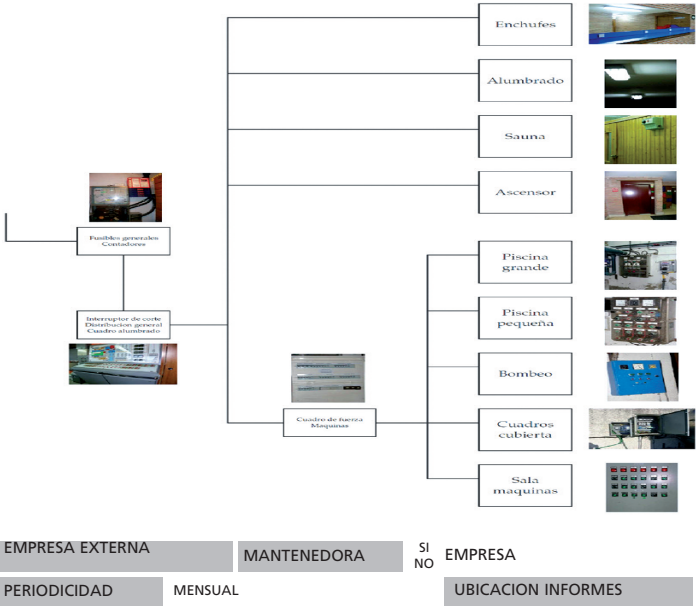 Enchufes
Alumbrado
Sauna
Ascensor
Fusibles generales
Contadores
Piscina
grande
Interruptor de corte
Distribucion general
Cuadro alumbrado
Piscina
pequeña
Bombeo
Cuadro de fuerza
Maquinas
Cuadros
cubierta
Sala
maquinas
EMPRESA EXTERNA
MANTENEDORA
SI
NO
EMPRESA
PERIODICIDAD
MENSUAL
UBICACION INFORMES